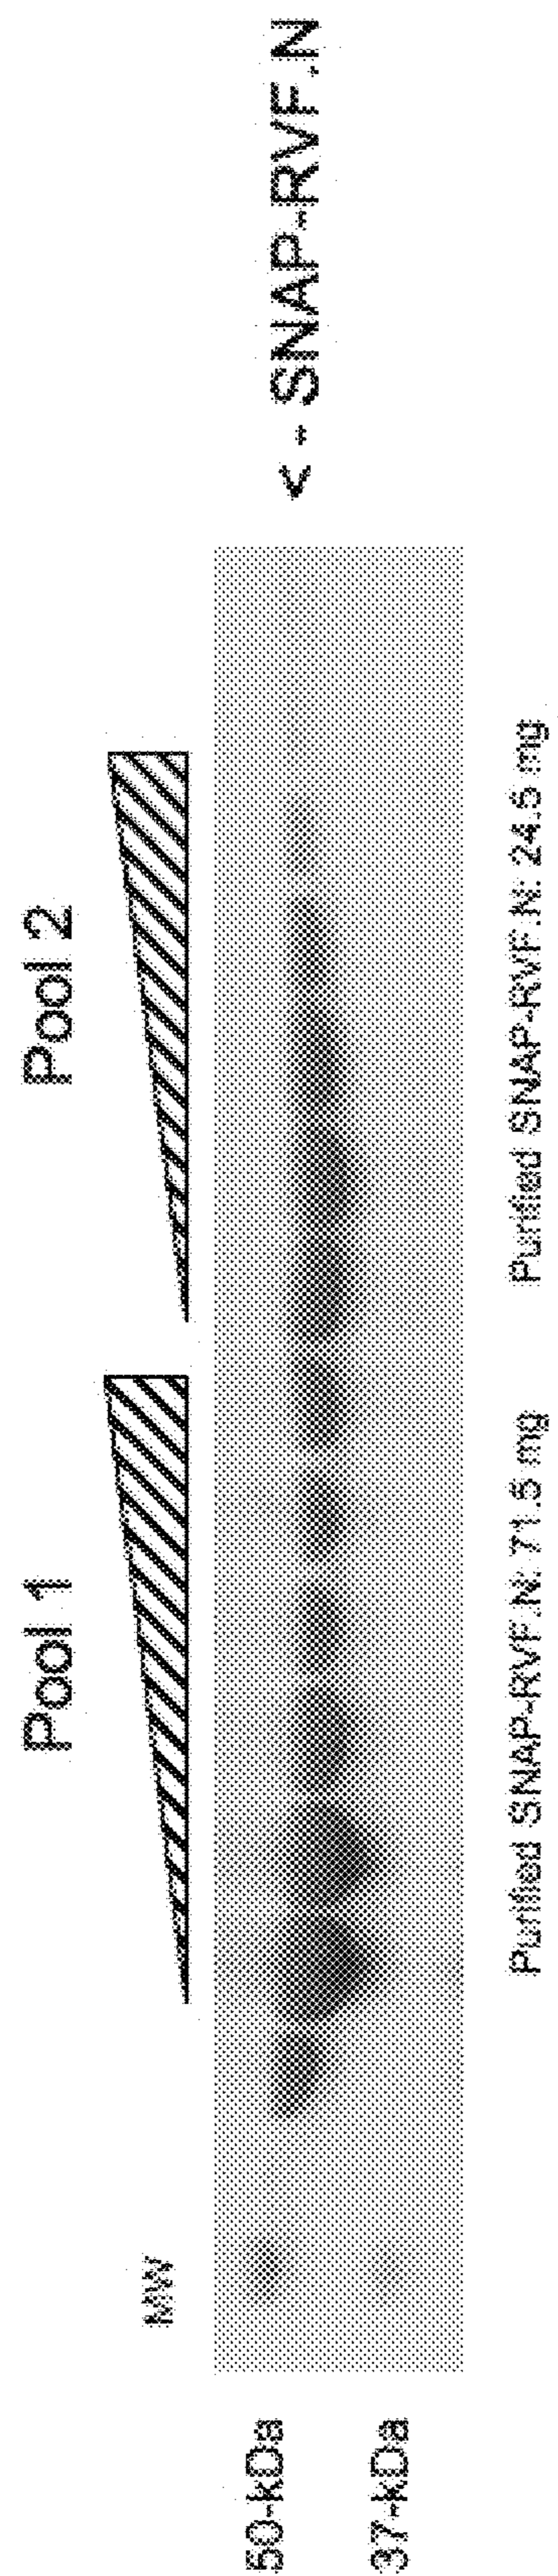 Pool 1
Pool 2
MW
50-kDa
<- SNAP-RVF.N
37-kDa
Purified SNAP-RVF.N: 71.5 mg
Purified SNAP-RVF.N: 24.5 mg